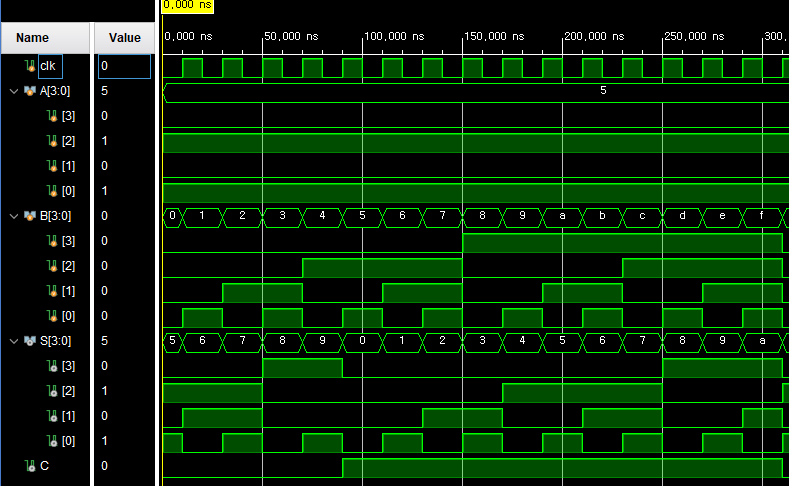 0,000 ns
Name Value
0,000 ns 50,000 ns 100,000 ns 150,000 ns 200,000 ns 250,000 ns 300.
clk 0
A[3:0] 5 5
[3] 0
[2] 1
[1] 0
[0] 1
B[3:0] 0 0 1 2 3 4 5 6 7 8 9 a b c d e f
[3] 0
[2] 0
[1] 0
[0] 0
S[3:0] 5 5 6 7 8 9 0 1 2 3 4 5 6 7 8 9 a
[3] 0
[2] 1
[1] 0
[0] 1
C 0